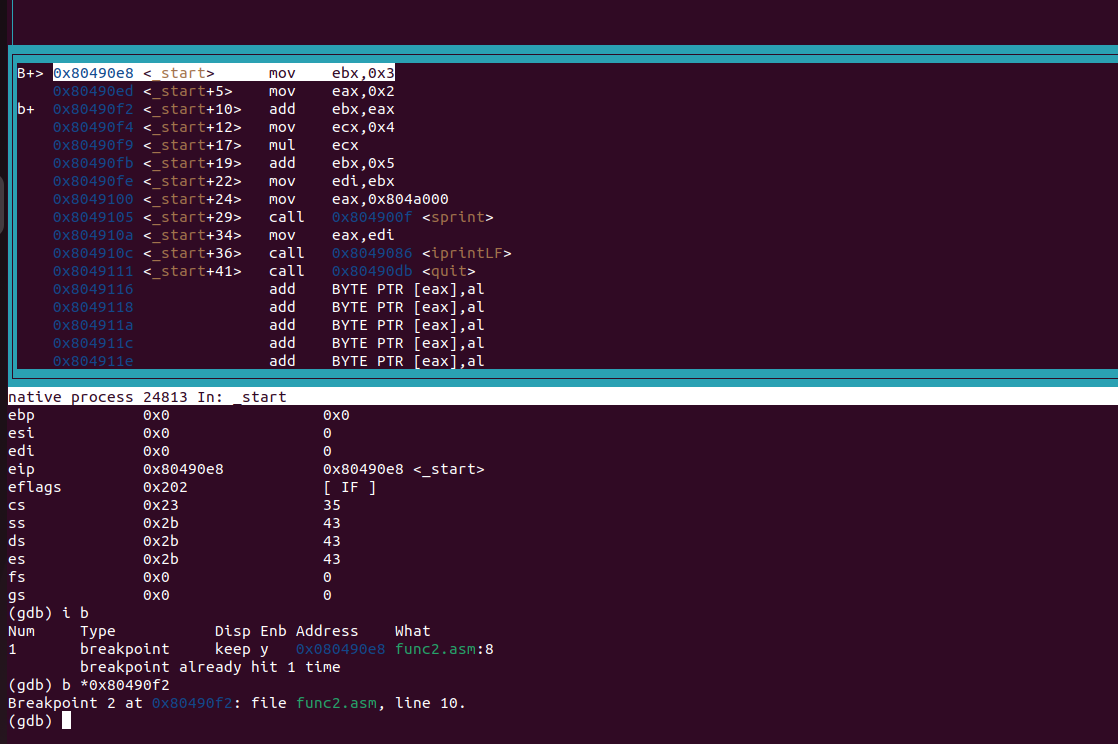 B+> 0x80490e8 <_start>      mov    ebx,0x3
    0x80490ed <_start+5>    mov    eax,0x2
b+  0x80490f2 <_start+10>   add    ebx,eax
    0x80490f4 <_start+12>   mov    ecx,0x4
    0x80490f9 <_start+17>   mul    ecx
    0x80490fb <_start+19>   add    ebx,0x5
    0x80490fe <_start+22>   mov    edi,ebx
    0x8049100 <_start+24>   mov    eax,0x804a000
    0x8049105 <_start+29>   call   0x804900f <sprint>
    0x804910a <_start+34>   mov    eax,edi
    0x804910c <_start+36>   call   0x8049086 <iprintLF>
    0x8049111 <_start+41>   call   0x80490db <quit>
    0x8049116               add    BYTE PTR [eax],al
    0x8049118               add    BYTE PTR [eax],al
    0x804911a               add    BYTE PTR [eax],al
    0x804911c               add    BYTE PTR [eax],al
    0x804911e               add    BYTE PTR [eax],al
native process 24813 In: _start
ebp            0x0                 0x0
esi            0x0                 0
edi            0x0                 0
eip            0x80490e8           0x80490e8 <_start>
eflags         0x202               [ IF ]
cs             0x23                35
ss             0x2b                43
ds             0x2b                43
es             0x2b                43
fs             0x0                 0
gs             0x0                 0
(gdb) i b
Num     Type           Disp Enb Address    What
1       breakpoint     keep y   0x080490e8 func2.asm:8
        breakpoint already hit 1 time
(gdb) b *0x80490f2
Breakpoint 2 at 0x80490f2: file func2.asm, line 10.
(gdb)